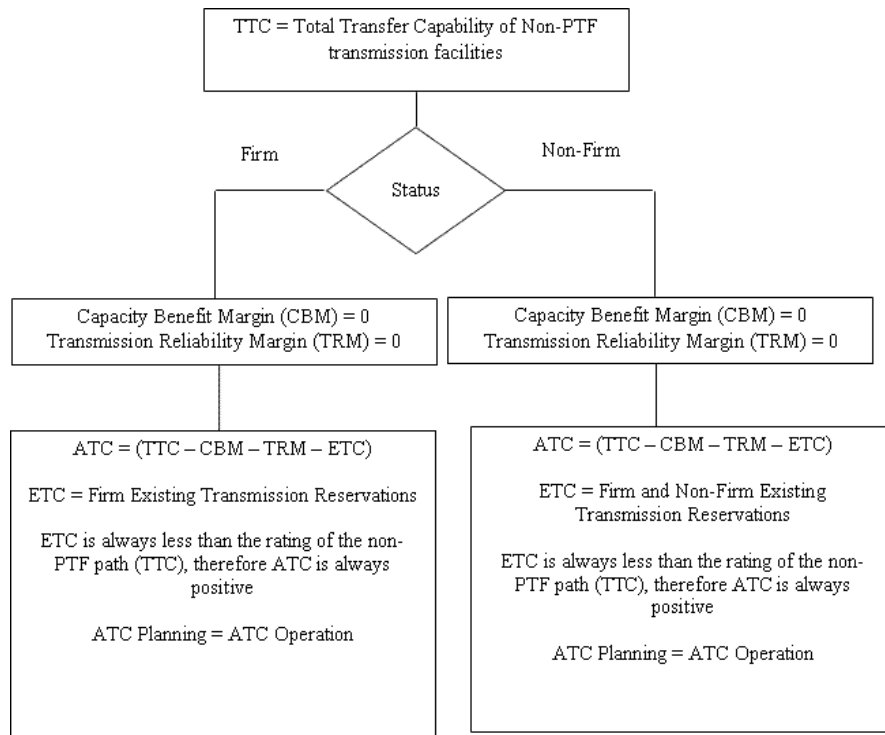 TTC = Total Transfer Capability of Non-PTF
transmission facilities
Firm
Non-Firm
Status
Capacity Benefit Margin (CBM) = 0
Transmission Reliability Margin (TRM) = 0
Capacity Benefit Margin (CBM) = 0
Transmission Reliability Margin (TRM) = 0
ATC = (TTC – CBM – TRM – ETC)
ETC = Firm Existing Transmission Reservations
ETC is always less than the rating of the non-
PTF path (TTC), therefore ATC is always
positive
ATC Planning = ATC Operation
ATC = (TTC – CBM – TRM – ETC)
ETC = Firm and Non-Firm Existing
Transmission Reservations
ETC is always less than the rating of the non-
PTF path (TTC), therefore ATC is always
positive
ATC Planning = ATC Operation